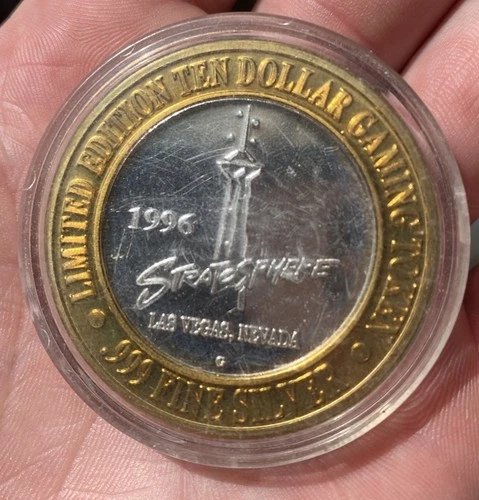 LIMITED EDITION TEN DOLLAR GAMING TOKEN
1996
STRATOSPHERE
LAS VEGAS, NEVADA
G
.999 FINE SILVER